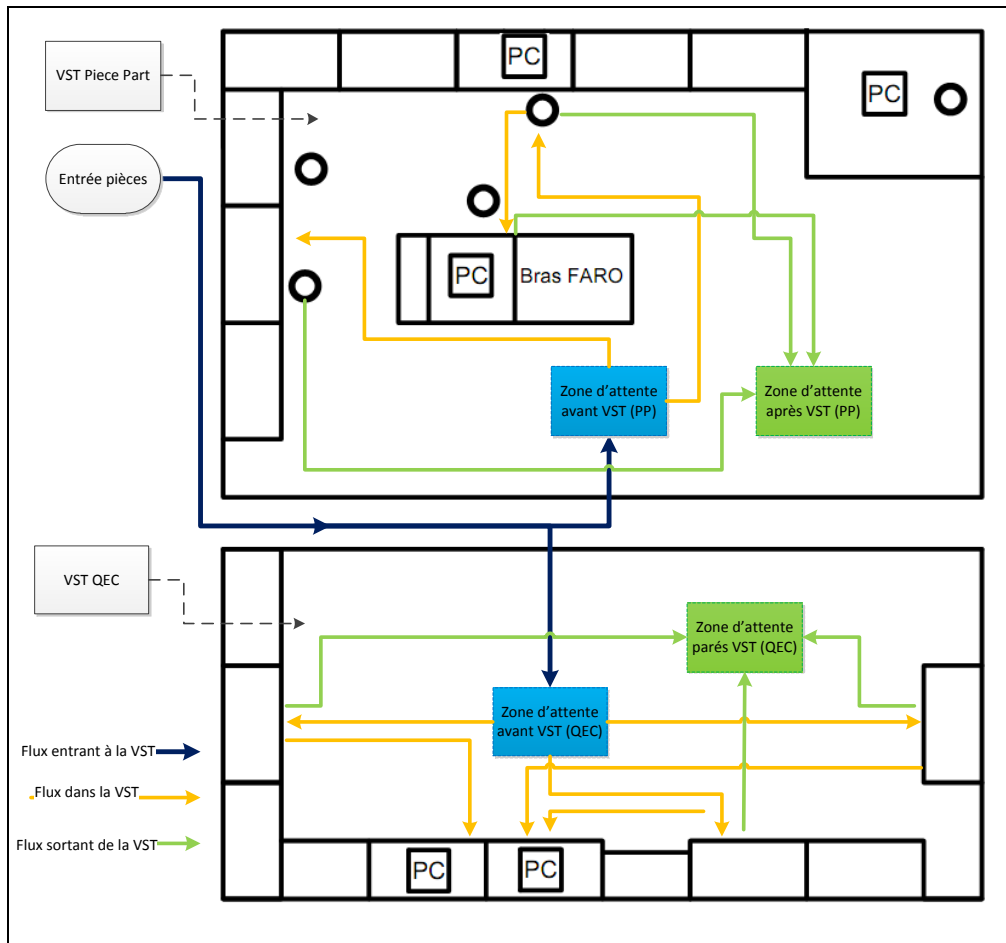 VST Piece Part
PC
PC
Entrée pièces
PC
Bras FARO
Zone d'attente
avant VST (PP)
Zone d'attente
après VST (PP)
VST QEC
Zone d'attente
parés VST (QEC)
Zone d'attente
avant VST (QEC)
Flux entrant à la VST
Flux dans la VST
Flux sortant de la VST
PC
PC